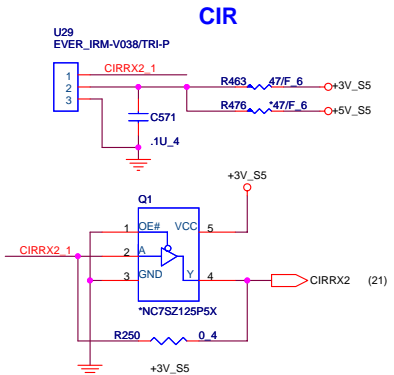 CIR
U29
EVER_IRM-V038/TRI-P
1
CIRRX2_1
2
3
R463
47/F_6
+3V_S5
R476
*47/F_6
+5V_S5
C571
.1U_4
+3V_S5
Q1
1
OE#
VCC
5
CIRRX2_1
2
A
3
GND
Y
4
CIRRX2
(21)
*NC7SZ125P5X
R250
0_4
+3V_S5